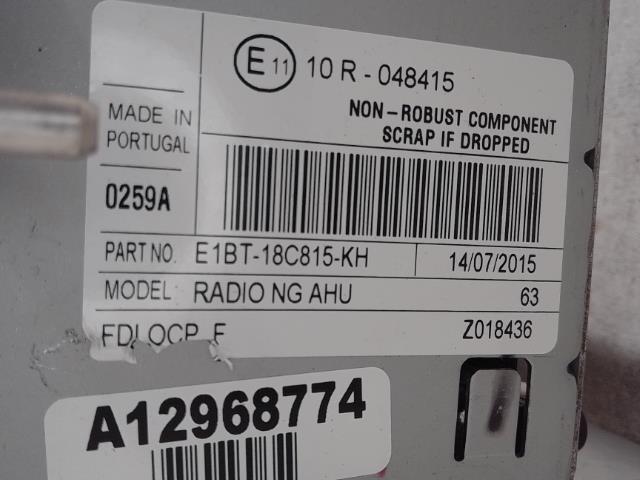 E 11 10 R - 048415
NON-ROBUST COMPONENT
SCRAP IF DROPPED
MADE IN
PORTUGAL
0259A
PART NO. E1BT-18C815-KH 14/07/2015
MODEL: RADIO NG AHU 63
Z018436
A12968774